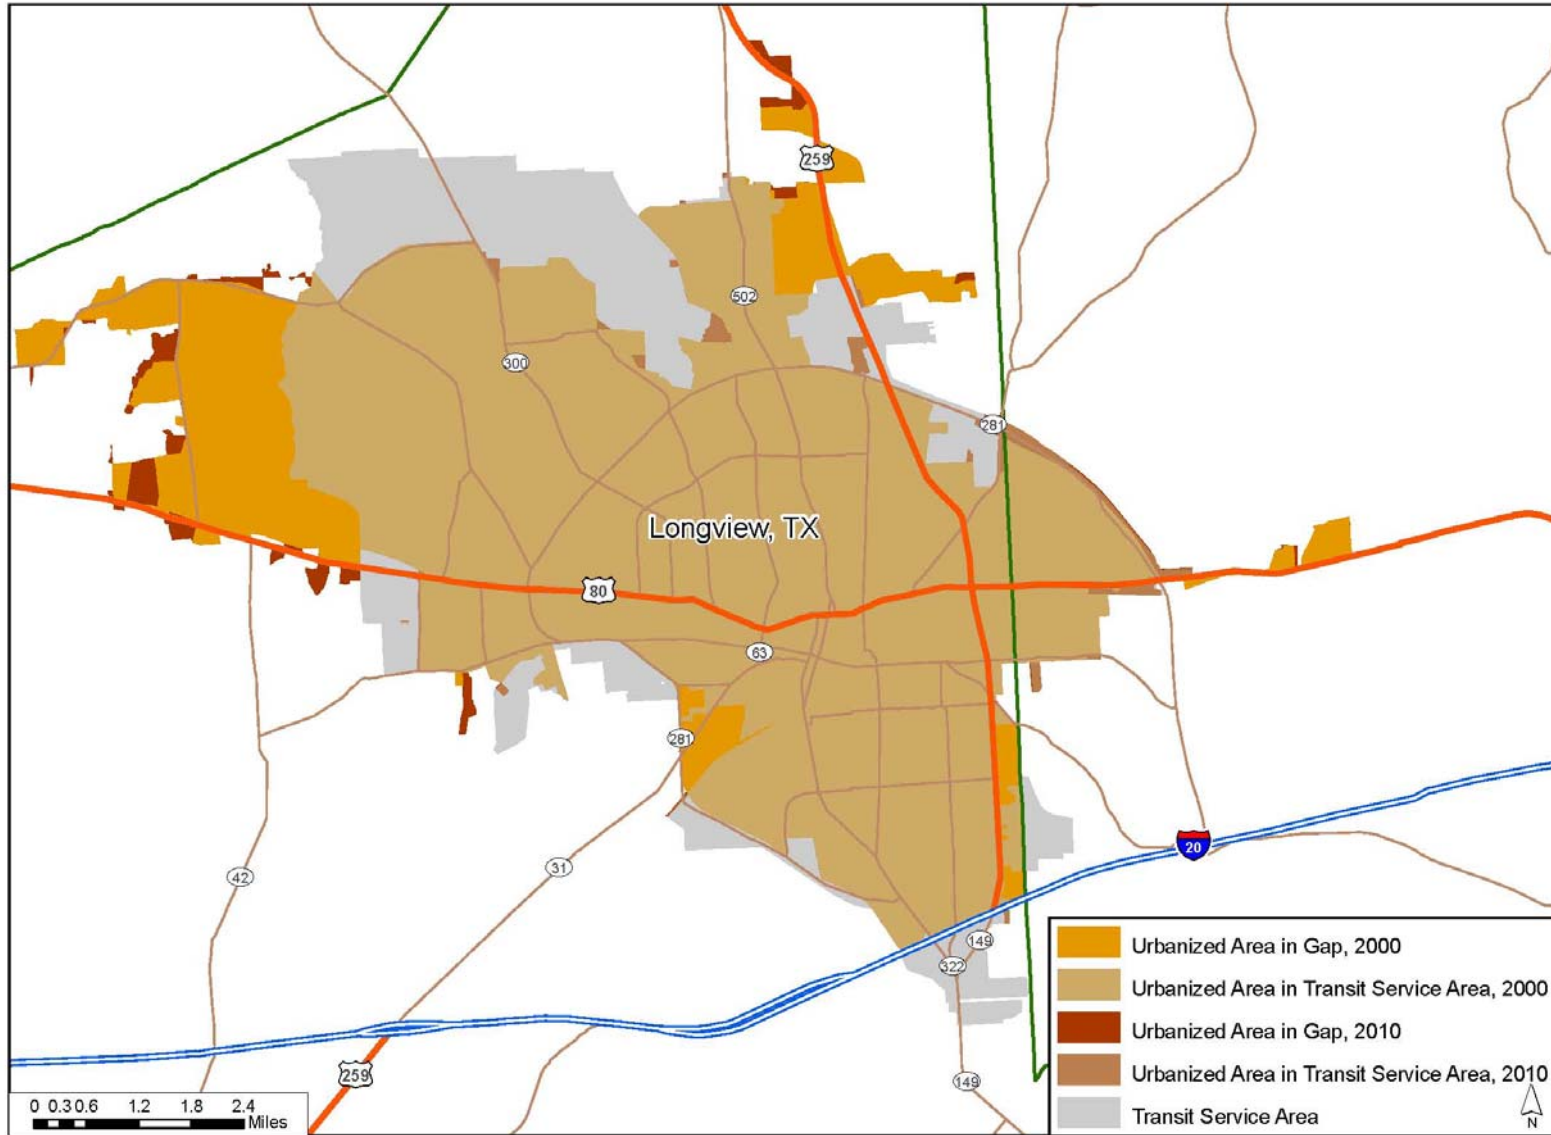 259
502
300
281
Longview, TX
80
63
281
20
31
42
149
322
259
149
Urbanized Area in Gap, 2000
Urbanized Area in Transit Service Area, 2000
Urbanized Area in Gap, 2010
Urbanized Area in Transit Service Area, 2010
Transit Service Area
N
0 0.3 0.6 1.2 1.8 2.4
Miles